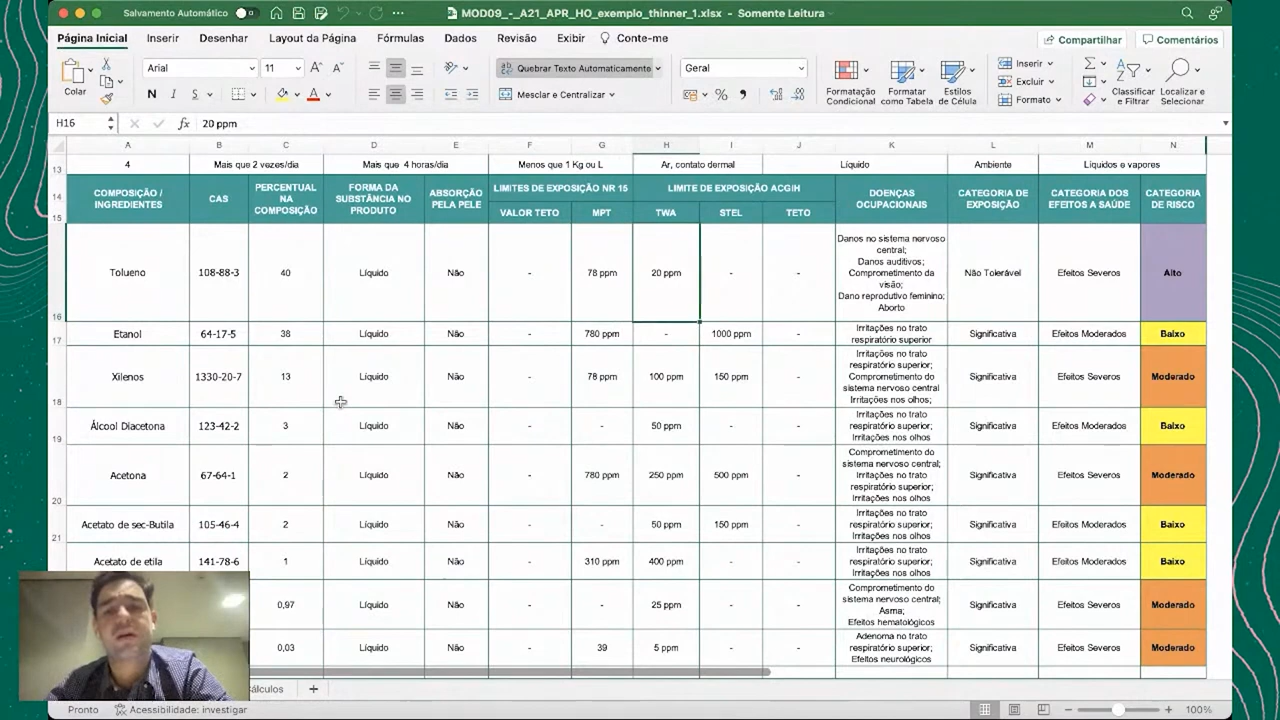 Salvamento Automático
MOD09_-_A21_APR_HO_exemplo_thinner_1.xlsx - Somente Leitura
Página Inicial Inserir Desenhar Layout da Página Fórmulas Dados Revisão Exibir Conte-me Compartilhar Comentários
Colar Arial 11 Quebrar Texto Automaticamente Geral Inserir
N I S Mesclar e Centralizar Excluir
Formatação Condicional Formatar como Tabela Estilos de Célula Formato Classificar e Filtrar Localizar e Selecionar
H16 fx 20 ppm
A B C D E F G H I J K L M N
13 4 Mais que 2 vezes/dia Mais que 4 horas/dia Menos que 1 Kg ou L Ar, contato dermal Líquido Ambiente Líquidos e vapores
14 COMPOSIÇÃO / INGREDIENTES CAS PERCENTUAL NA COMPOSIÇÃO FORMA DA SUBSTÂNCIA NO PRODUTO ABSORÇÃO PELA PELE LIMITES DE EXPOSIÇÃO NR 15 LIMITE DE EXPOSIÇÃO ACGIH DOENÇAS OCUPACIONAIS CATEGORIA DE EXPOSIÇÃO CATEGORIA DOS EFEITOS A SAÚDE CATEGORIA DE RISCO
15 VALOR TETO MPT TWA STEL TETO
16 Tolueno 108-88-3 40 Líquido Não - 78 ppm 20 ppm - - Danos no sistema nervoso central; Danos auditivos; Comprometimento da visão; Dano reprodutivo feminino; Aborto Não Tolerável Efeitos Severos Alto
17 Etanol 64-17-5 38 Líquido Não - 780 ppm - 1000 ppm - Irritações no trato respiratório superior Significativa Efeitos Moderados Baixo
18 Xilenos 1330-20-7 13 Líquido Não - 78 ppm 100 ppm 150 ppm - Irritações no trato respiratório superior; Comprometimento do sistema nervoso central Irritações no olhos; Significativa Efeitos Severos Moderado
19 Álcool Diacetona 123-42-2 3 Líquido Não - - 50 ppm - - Irritações no trato respiratório superior; Irritações nos olhos Significativa Efeitos Moderados Baixo
20 Acetona 67-64-1 2 Líquido Não - 780 ppm 250 ppm 500 ppm - Comprometimento do sistema nervoso central; Irritações no trato respiratório superior; Irritações nos olhos Significativa Efeitos Severos Moderado
21 Acetato de sec-Butila 105-46-4 2 Líquido Não - - 50 ppm 150 ppm - Irritações no trato respiratório superior; Irritações nos olhos Significativa Efeitos Moderados Baixo
Acetato de etila 141-78-6 1 Líquido Não - 310 ppm 400 ppm - - Irritações no trato respiratório superior; Irritações nos olhos Significativa Efeitos Moderados Baixo
0,97 Líquido Não - - 25 ppm - - Comprometimento do sistema nervoso central; Asma; Efeitos hematológicos Significativa Efeitos Severos Moderado
0,03 Líquido Não - 39 5 ppm - - Adenoma no trato respiratório superior; Efeitos neurológicos Significativa Efeitos Severos Moderado
álculos +
Pronto Acessibilidade: investigar 100%